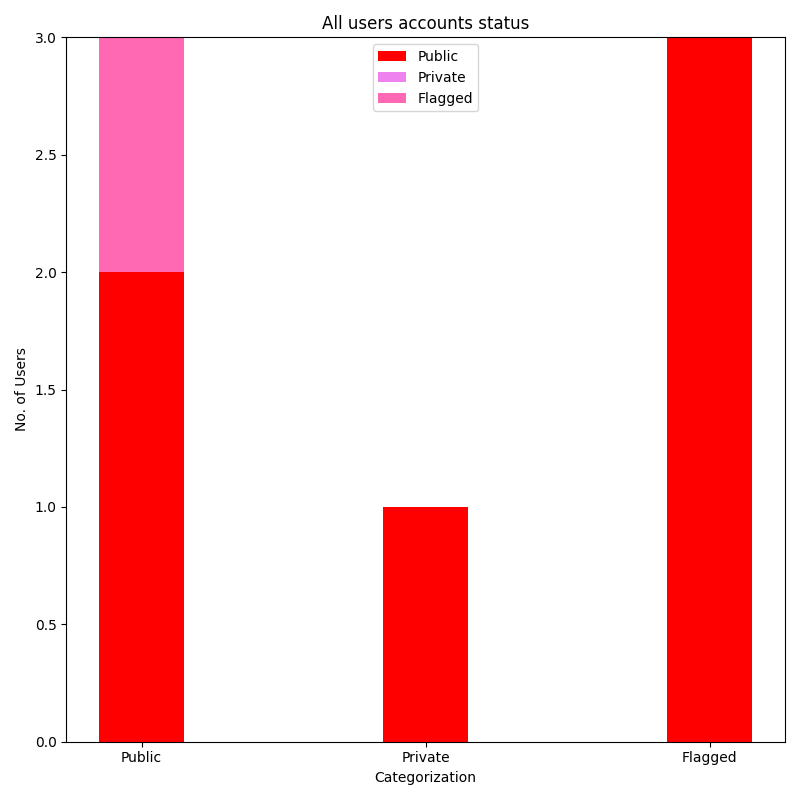 All users accounts status
3.0
2.5
2.0
1.5
1.0
0.5
0.0
No. of Users
Public
Private
Flagged
Public
Private
Flagged
Categorization